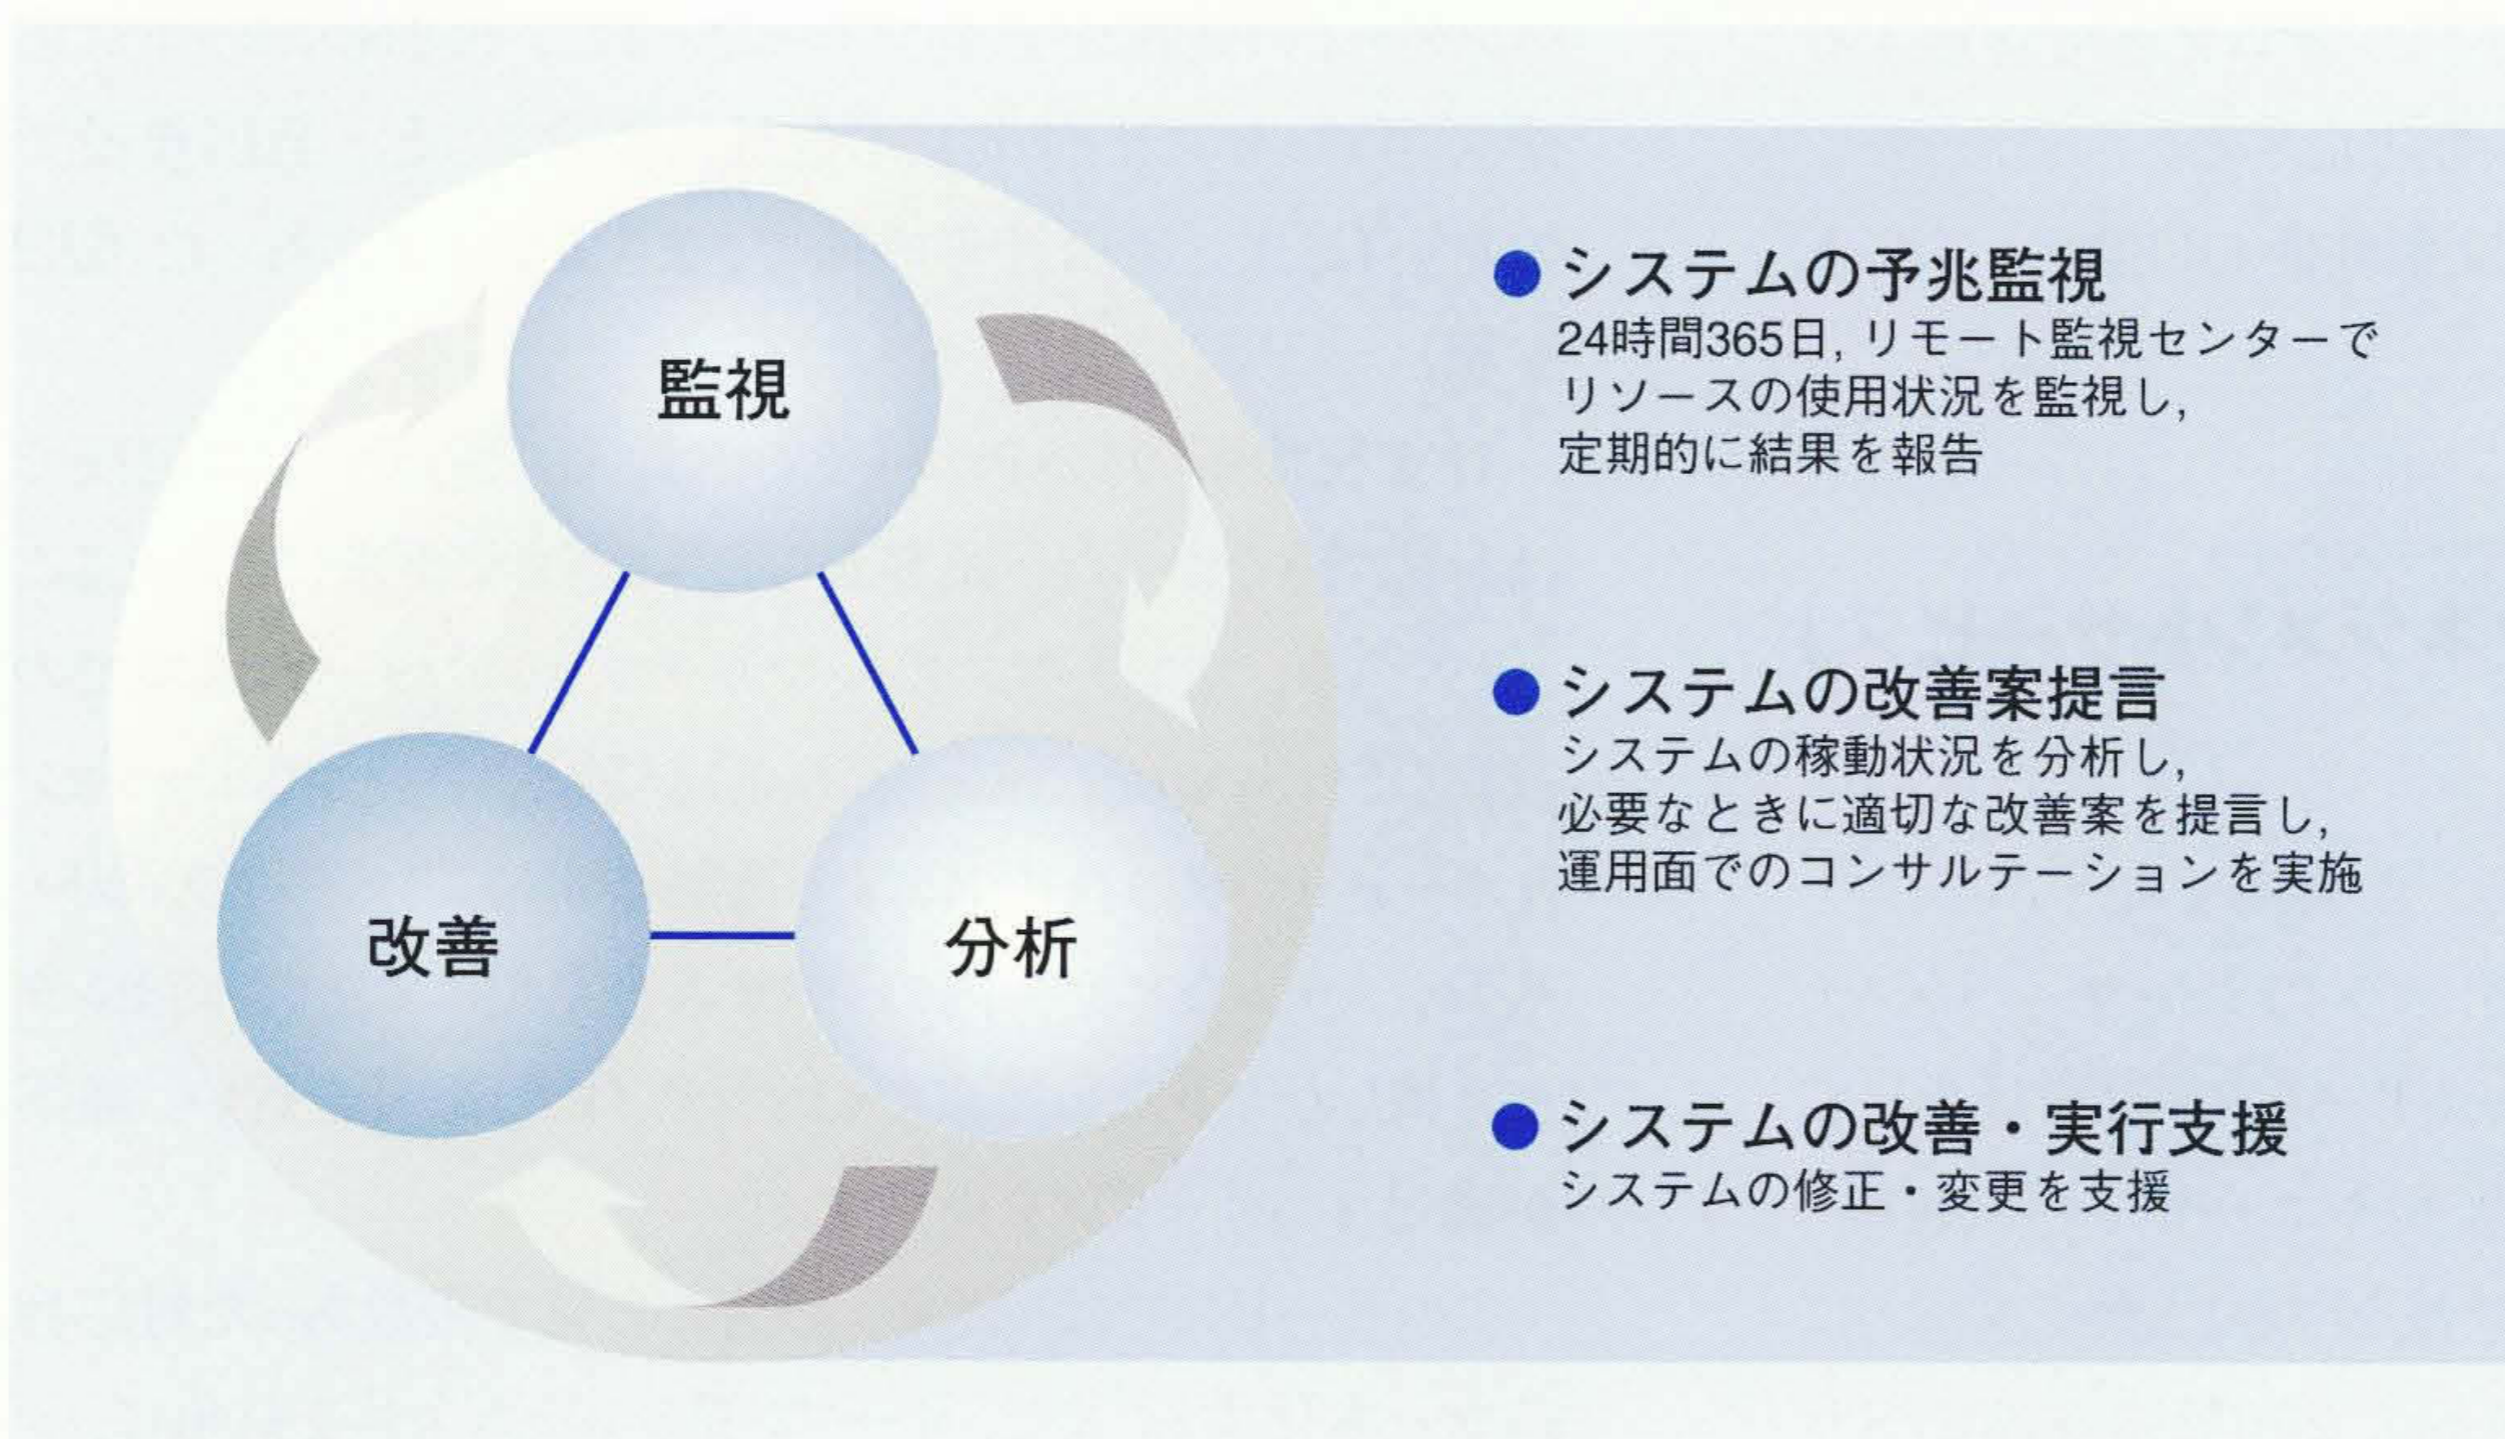 監視
改善
分析
●システムの予兆監視
24時間365日, リモート監視センターで
リソースの使用状況を監視し,
定期的に結果を報告
●システムの改善案提言
システムの稼動状況を分析し,
必要なときに適切な改善案を提言し,
運用面でのコンサルテーションを実施
●システムの改善・実行支援
システムの修正・変更を支援